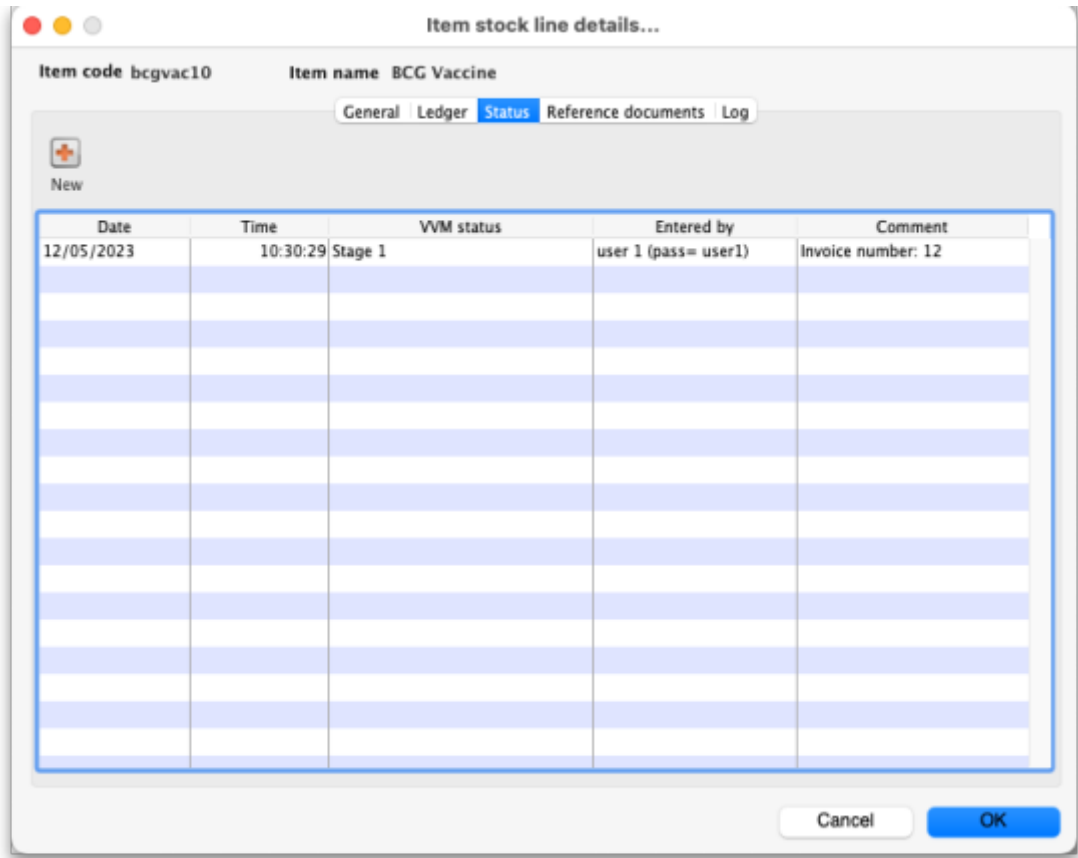 Item stock line details...
Item code bcgvac10 Item name BCG Vaccine
General Ledger Status Reference documents Log
New
Date Time VVM status Entered by Comment
12/05/2023 10:30:29 Stage 1 user 1 (pass= user1) Invoice number: 12
Cancel OK